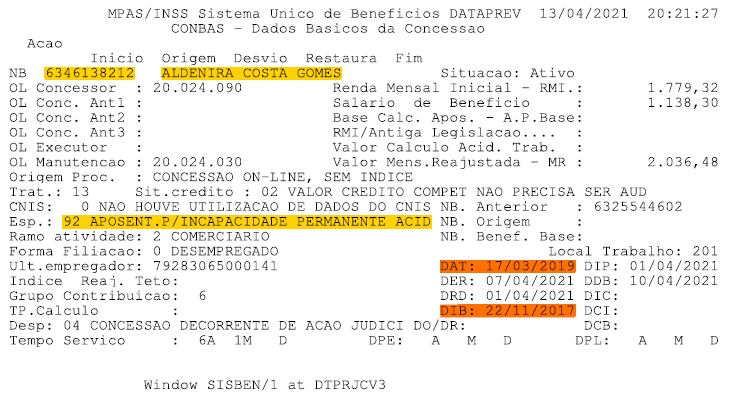 MPAS/INSS Sistema Unico de Beneficios DATAPREV 13/04/2021 20:21:27
CONBAS - Dados Basicos da Concessao
Acao
Inicio Origem Desvio Restaura Fim
NB 6346138212 ALDENIRA COSTA GOMES Situacao: Ativo
OL Concessor : 20.024.090 Renda Mensal Inicial - RMI.: 1.779,32
OL Conc. Ant1 : Salario de Beneficio : 1.138,30
OL Conc. Ant2 : Base Calc. Apos. - A.P.Base:
OL Conc. Ant3 : RMI/Antiga Legislacao.... :
OL Executor : Valor Calculo Acid. Trab. :
OL Manutencao : 20.024.030 Valor Mens.Reajustada - MR : 2.036,48
Origem Proc. : CONCESSAO ON-LINE, SEM INDICE
Trat.: 13 Sit.credito : 02 VALOR CREDITO COMPET NAO PRECISA SER AUD
CNIS: 0 NAO HOUVE UTILIZACAO DE DADOS DO CNIS NB. Anterior : 6325544602
Esp.: 92 APOSENT.P/INCAPACIDADE PERMANENTE ACID NB. Origem :
Ramo atividade: 2 COMERCIARIO NB. Benef. Base:
Forma Filiacao: 0 DESEMPREGADO Local Trabalho: 201
Ult.empregador: 79283065000141 DAT: 17/03/2019 DIP: 01/04/2021
Indice Reaj. Teto: DER: 07/04/2021 DDB: 10/04/2021
Grupo Contribuicao: 6 DRD: 01/04/2021 DIC:
TP.Calculo : DIB: 22/11/2017 DCI:
Desp: 04 CONCESSAO DECORRENTE DE ACAO JUDICI DO/DR: DCB:
Tempo Servico : 6A 1M D DPE: A M D DPL: A M D
Window SISBEN/1 at DTPRJCV3